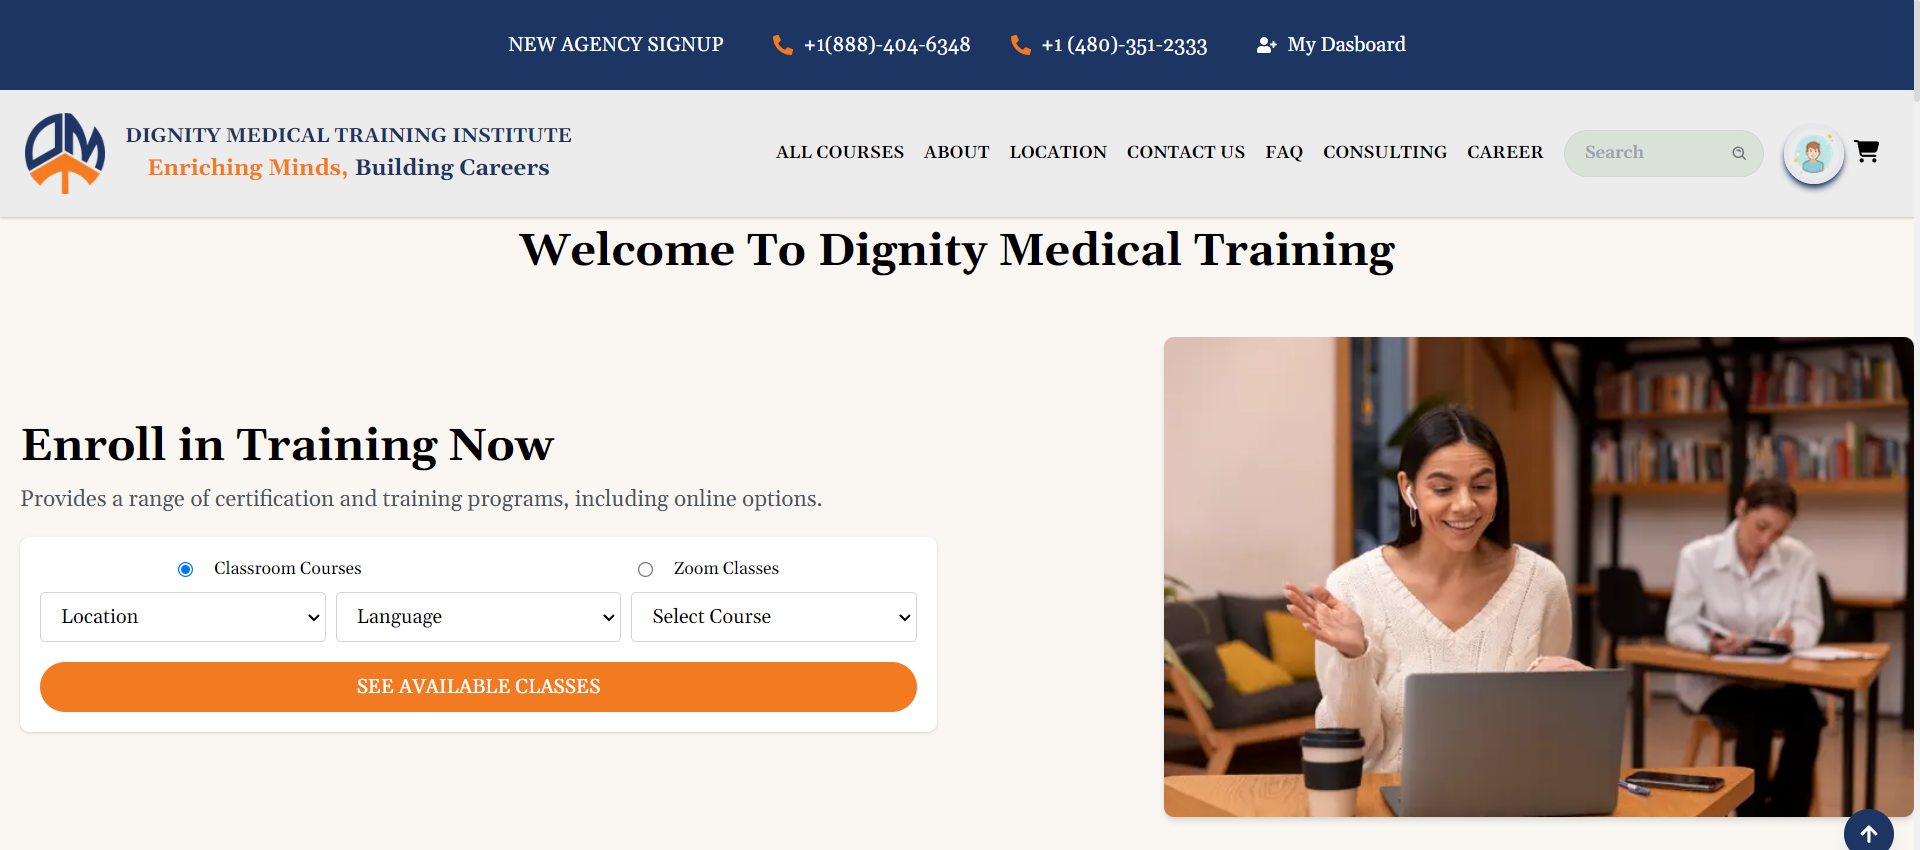 NEW AGENCY SIGNUP +1(888)-404-6348 +1 (480)-351-2333 My Dasboard
DIGNITY MEDICAL TRAINING INSTITUTE
Enriching Minds, Building Careers
ALL COURSES ABOUT LOCATION CONTACT US FAQ CONSULTING CAREER Search
Welcome To Dignity Medical Training
Enroll in Training Now
Provides a range of certification and training programs, including online options.
Classroom Courses Zoom Classes
Location Language Select Course
SEE AVAILABLE CLASSES